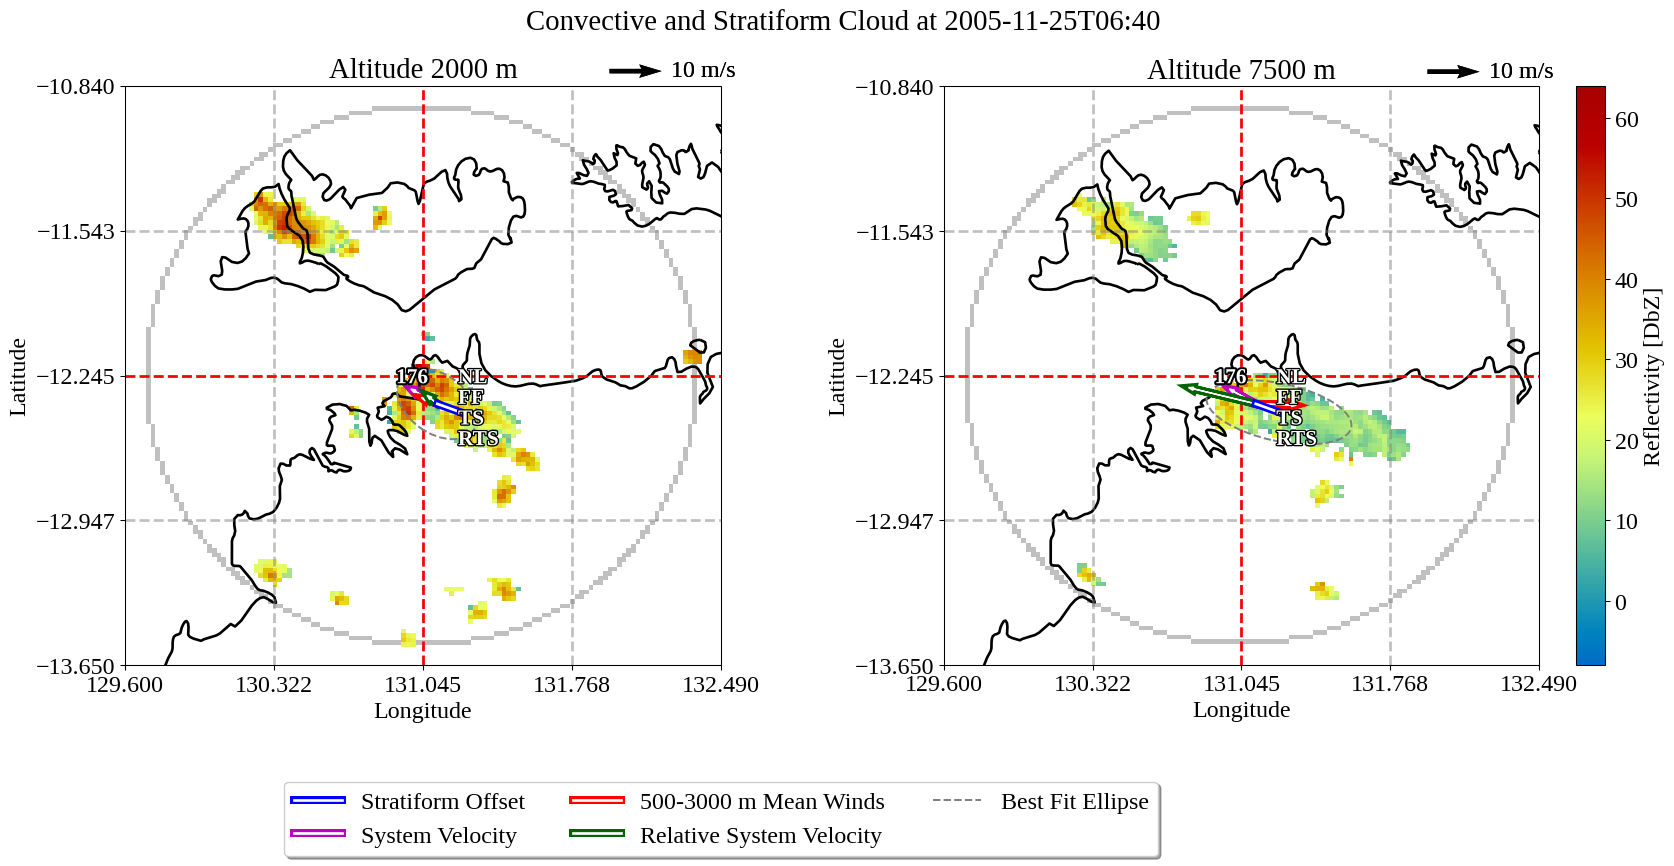 Convective and Stratiform Cloud at 2005-11-25T06:40
Altitude 2000 m
10 m/s
−10.840
−11.543
−12.245
−12.947
−13.650
129.600
130.322
131.045
131.768
132.490
Latitude
Longitude
176
NL
FF
TS
RTS
Altitude 7500 m
10 m/s
−10.840
−11.543
−12.245
−12.947
−13.650
129.600
130.322
131.045
131.768
132.490
Latitude
Longitude
176
NL
FF
TS
RTS
60
50
40
30
20
10
0
Reflectivity [DbZ]
Stratiform Offset
System Velocity
500-3000 m Mean Winds
Relative System Velocity
Best Fit Ellipse